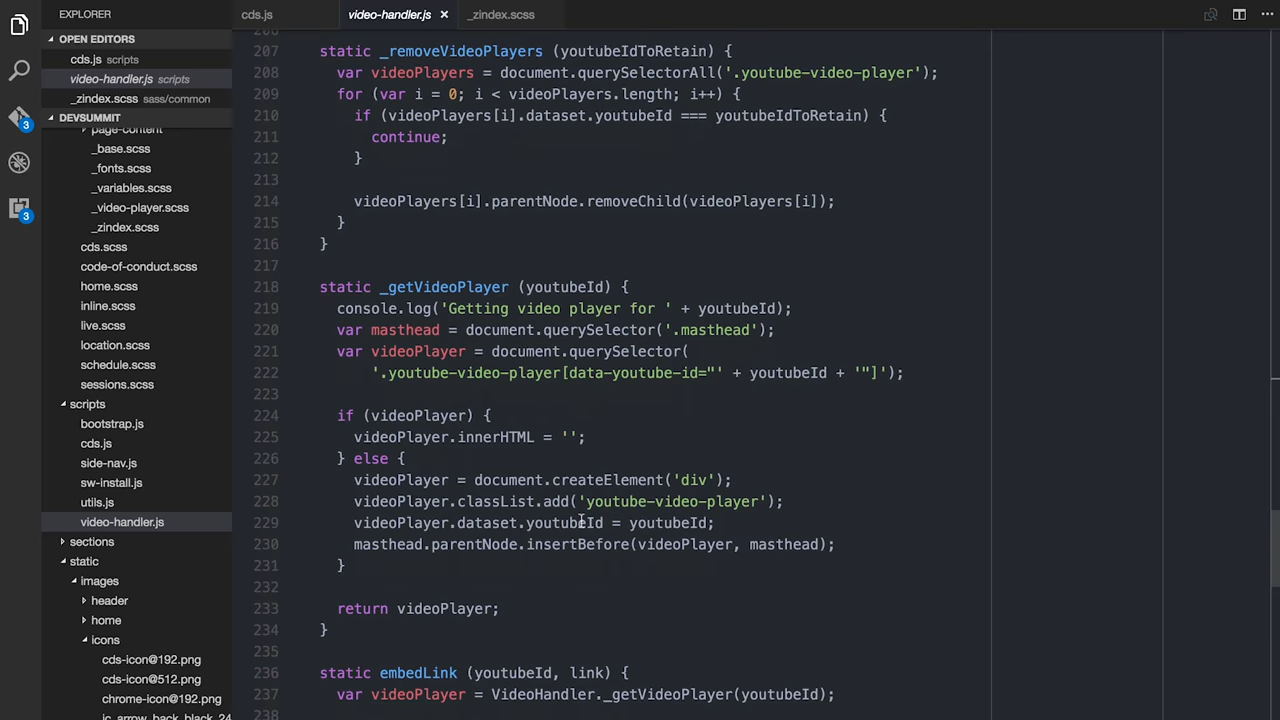 EXPLORER
OPEN EDITORS
cds.js scripts
video-handler.js scripts
_zindex.scss sass/common
DEVSUMMIT
page-content
_base.scss
_fonts.scss
_variables.scss
_video-player.scss
_zindex.scss
cds.scss
code-of-conduct.scss
home.scss
inline.scss
live.scss
location.scss
schedule.scss
sessions.scss
scripts
bootstrap.js
cds.js
side-nav.js
sw-install.js
utils.js
video-handler.js
sections
static
images
header
home
icons
cds-icon@192.png
cds-icon@512.png
chrome-icon@192.png
ic_arrow_back_black_24
3
3
cds.js video-handler.js × _zindex.scss
207 static _removeVideoPlayers (youtubeIdToRetain) {
208 var videoPlayers = document.querySelectorAll('.youtube-video-player');
209 for (var i = 0; i < videoPlayers.length; i++) {
210 if (videoPlayers[i].dataset.youtubeId === youtubeIdToRetain) {
211 continue;
212 }
213
214 videoPlayers[i].parentNode.removeChild(videoPlayers[i]);
215 }
216 }
217
218 static _getVideoPlayer (youtubeId) {
219 console.log('Getting video player for ' + youtubeId);
220 var masthead = document.querySelector('.masthead');
221 var videoPlayer = document.querySelector(
222 '.youtube-video-player[data-youtube-id="' + youtubeId + '"]');
223
224 if (videoPlayer) {
225 videoPlayer.innerHTML = '';
226 } else {
227 videoPlayer = document.createElement('div');
228 videoPlayer.classList.add('youtube-video-player');
229 videoPlayer.dataset.youtubeId = youtubeId;
230 masthead.parentNode.insertBefore(videoPlayer, masthead);
231 }
232
233 return videoPlayer;
234 }
235
236 static embedLink (youtubeId, link) {
237 var videoPlayer = VideoHandler._getVideoPlayer(youtubeId);
238